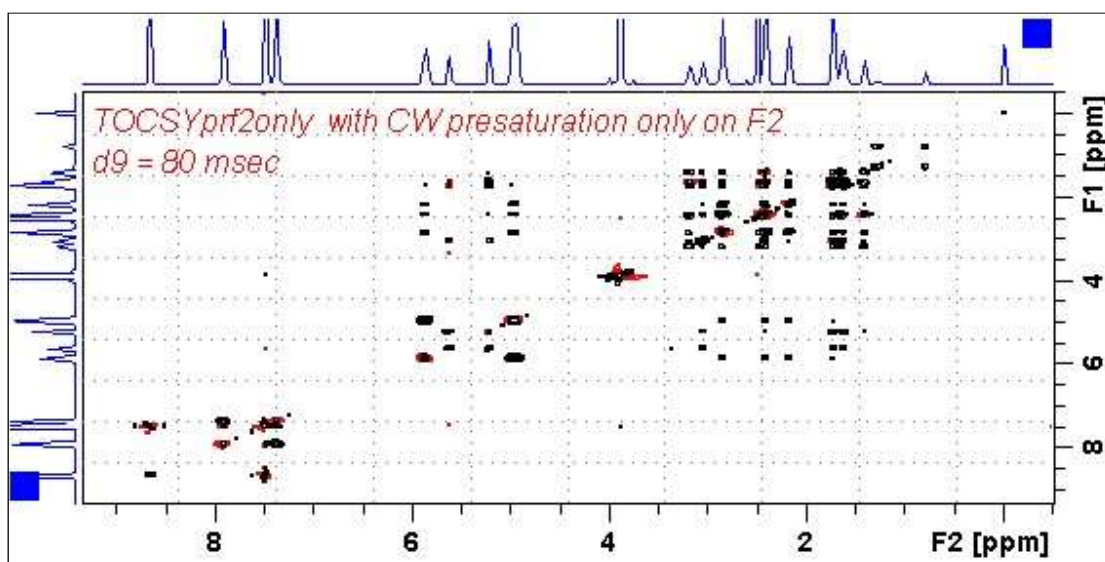 TOCSYprf2only with CW presaturation only on F2
d9 = 80 msec
F1 [ppm]
4
6
8
8
6
4
2
F2 [ppm]